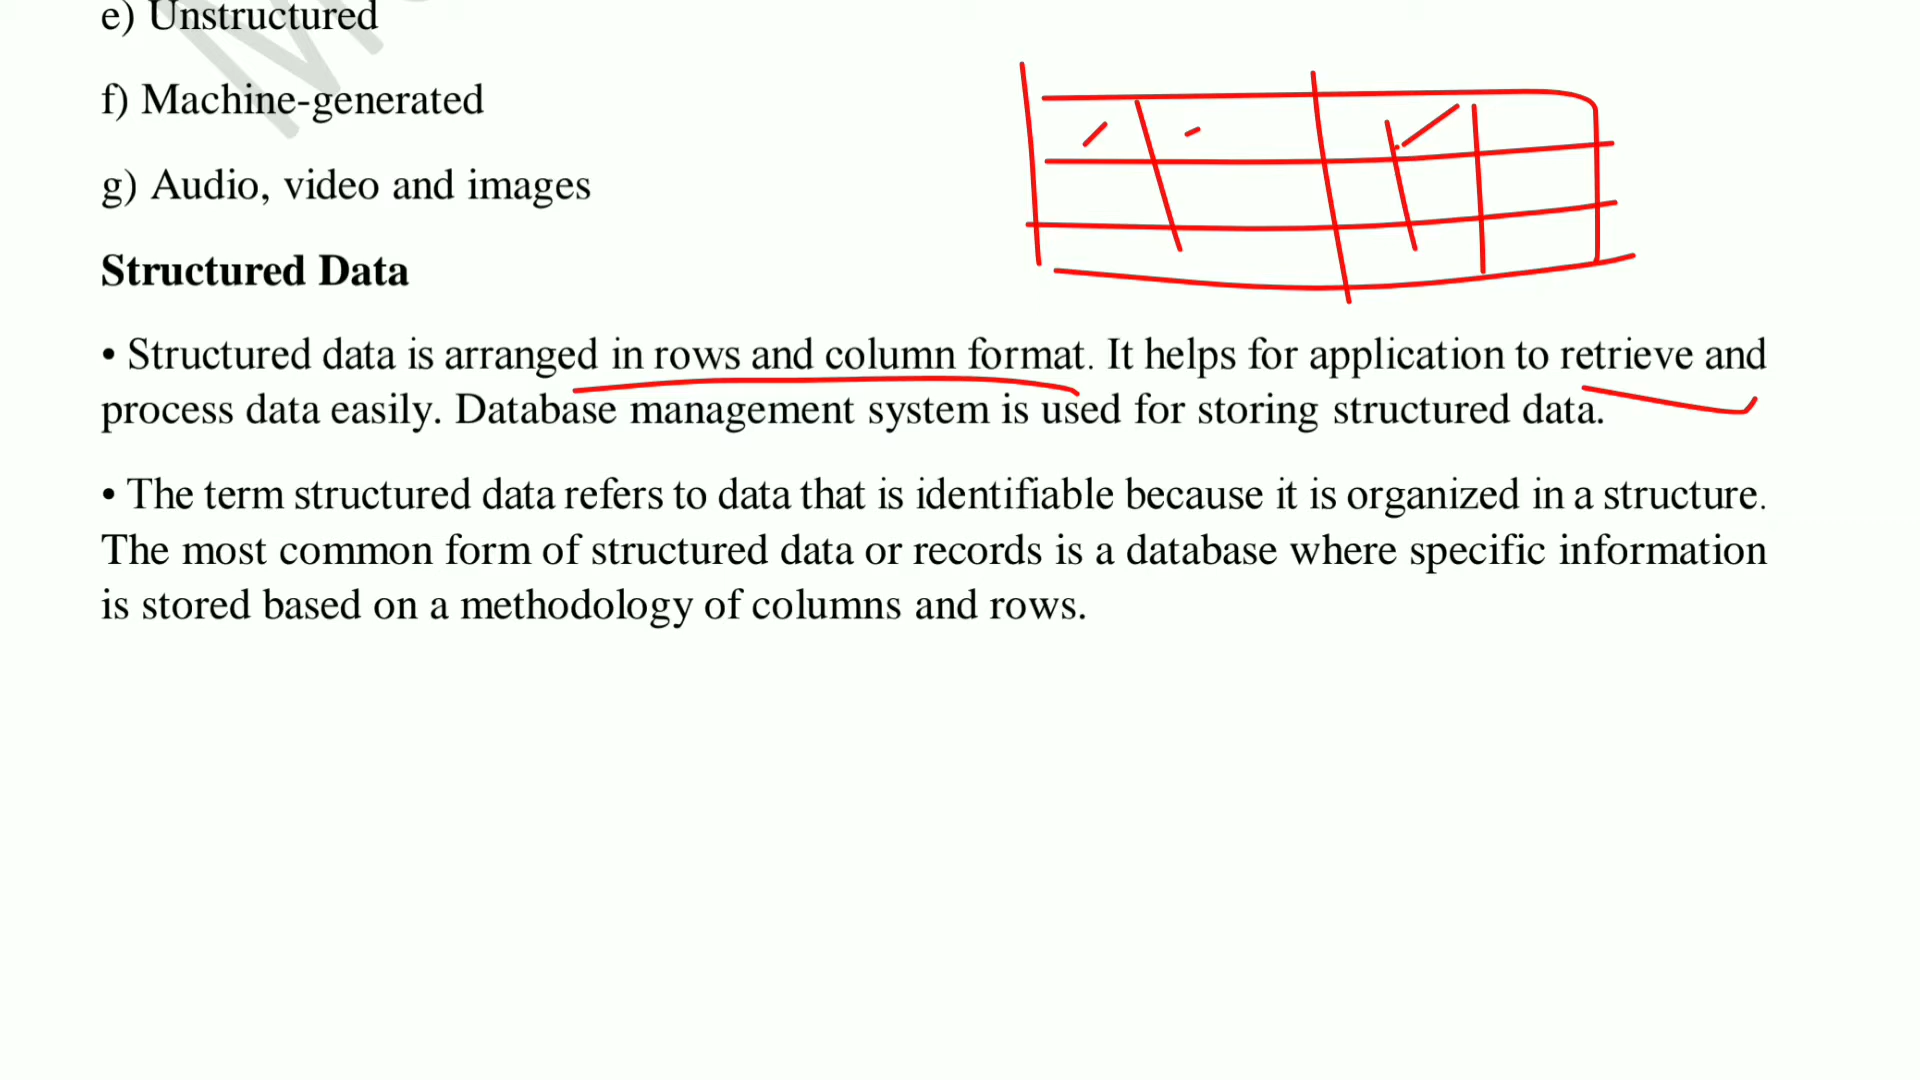 e) Unstructured
f) Machine-generated
g) Audio, video and images
Structured Data
• Structured data is arranged in rows and column format. It helps for application to retrieve and
process data easily. Database management system is used for storing structured data.
• The term structured data refers to data that is identifiable because it is organized in a structure.
The most common form of structured data or records is a database where specific information
is stored based on a methodology of columns and rows.